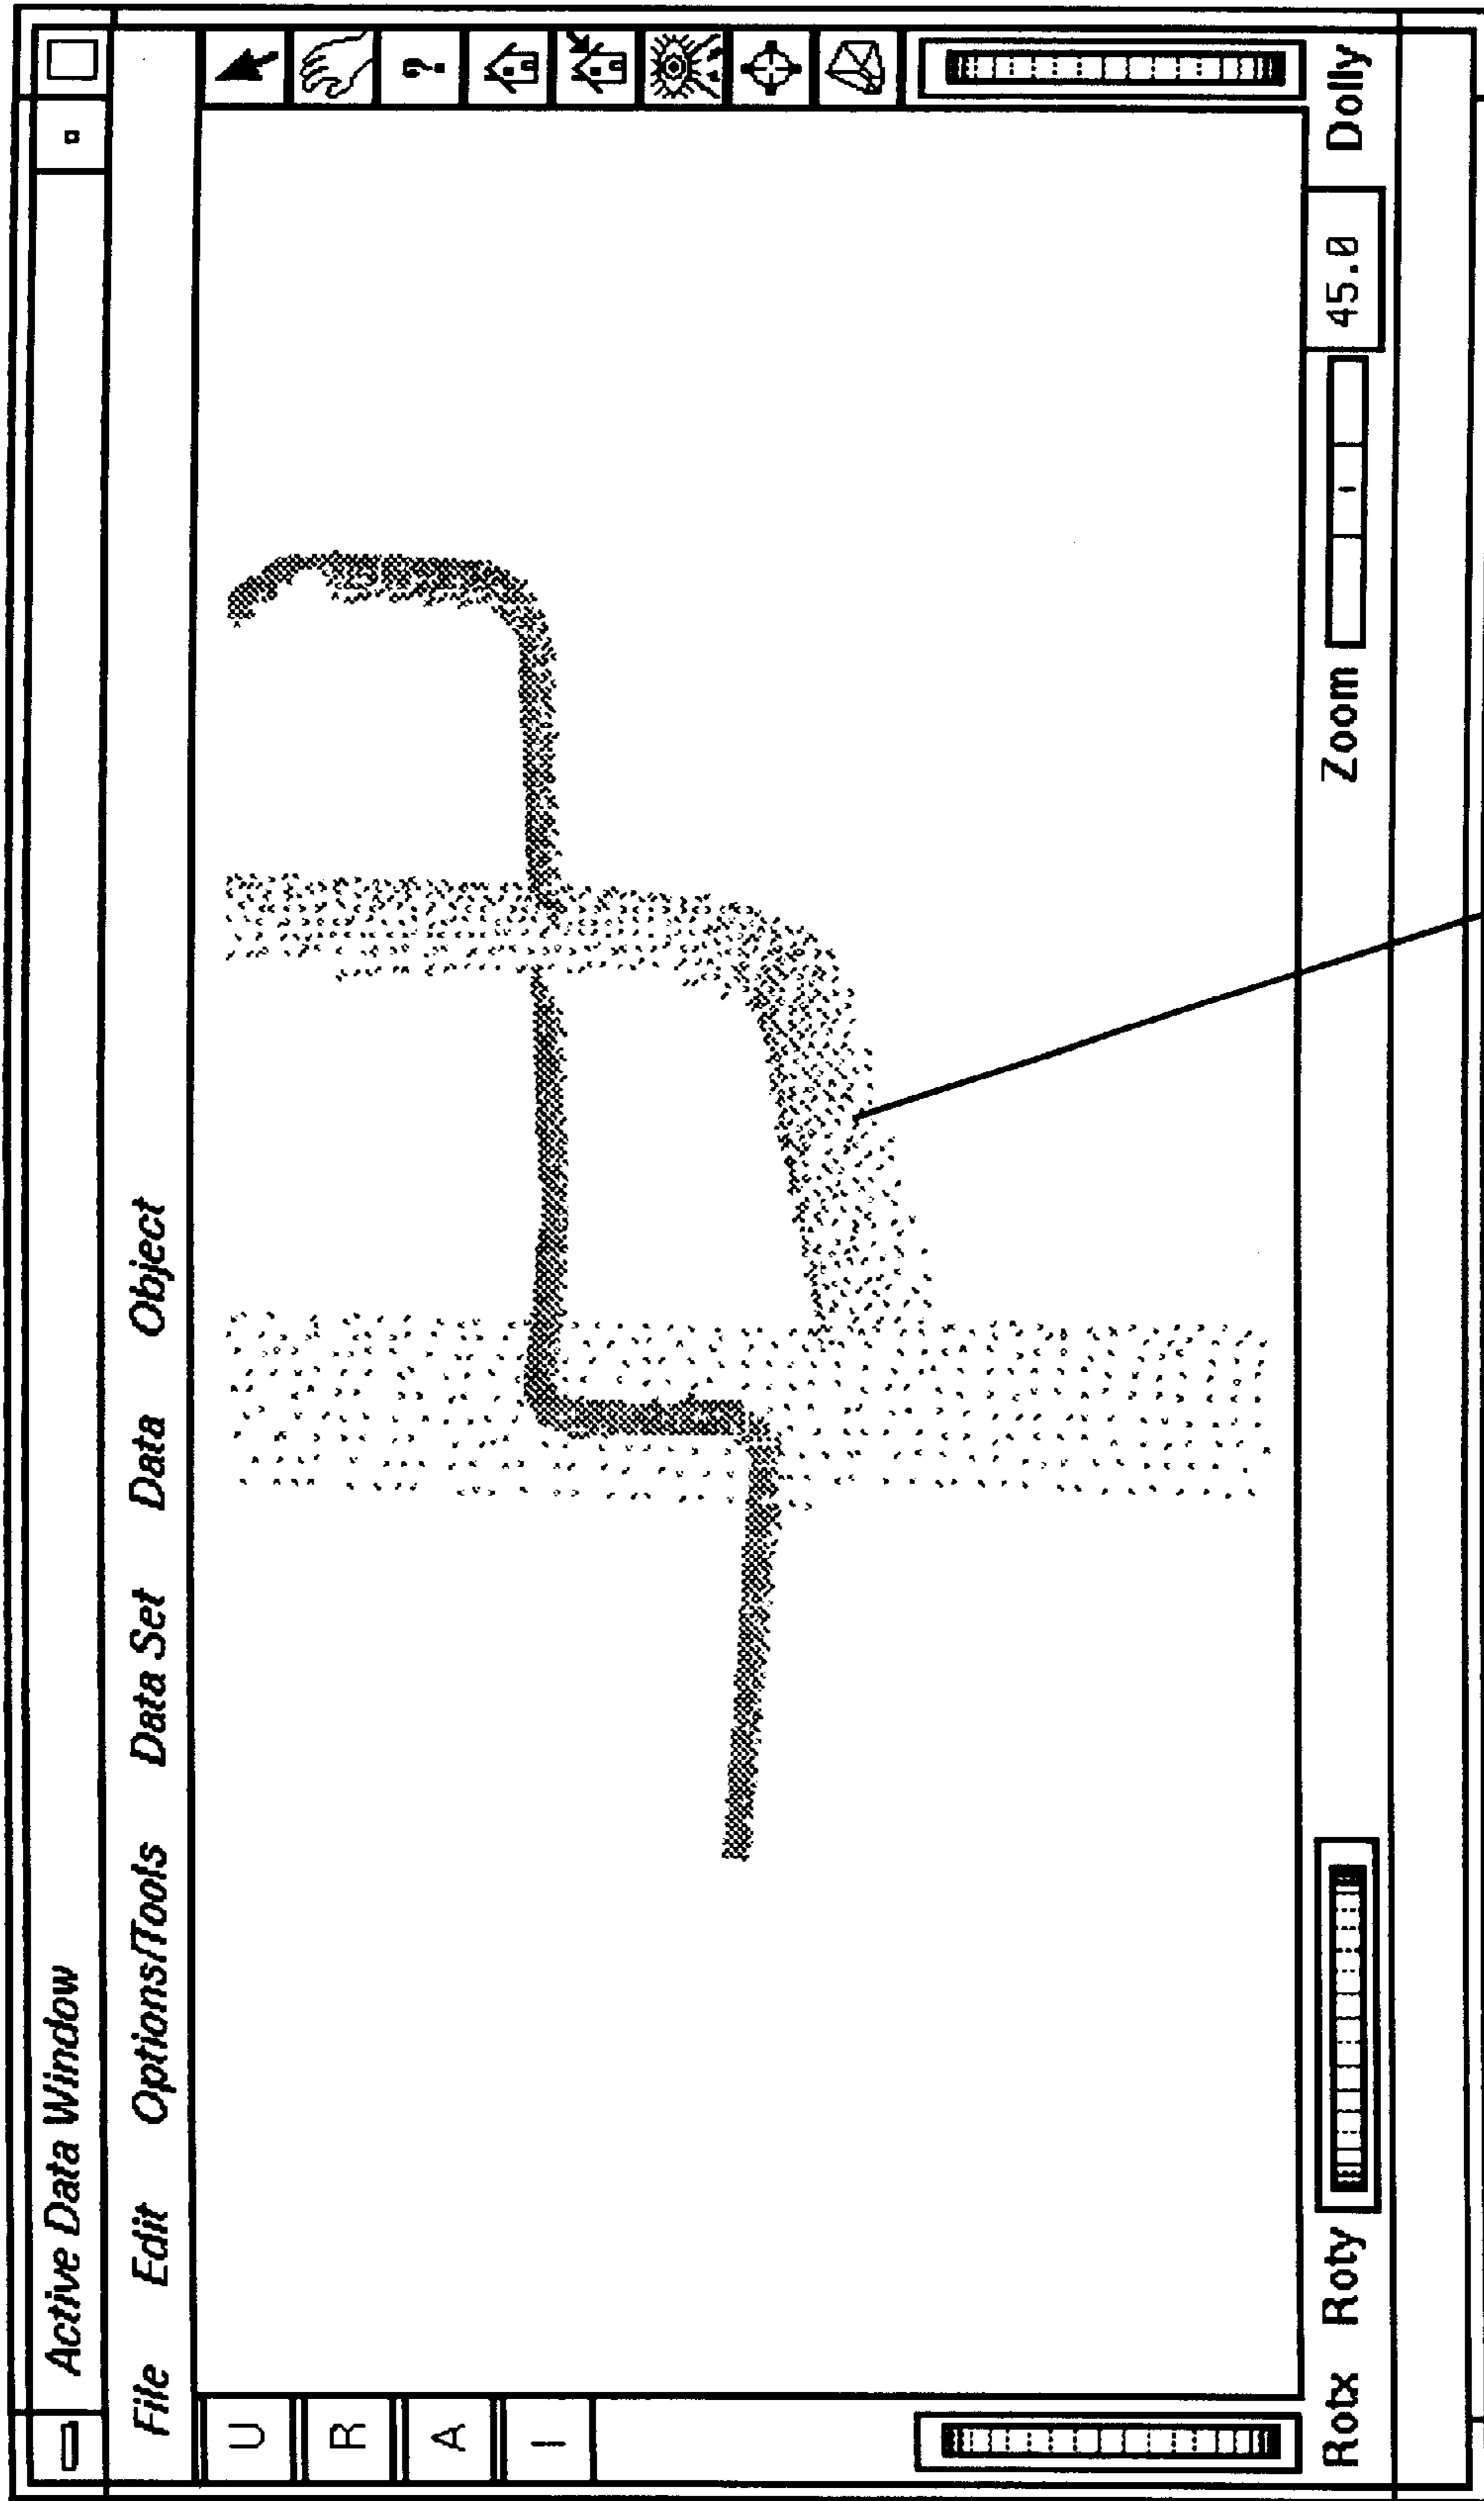 Active Data Window
File Edit Options/Tools Data Set Data Object
U
R
A
I
?
Rotx Roty Zoom 45.0 Dolly